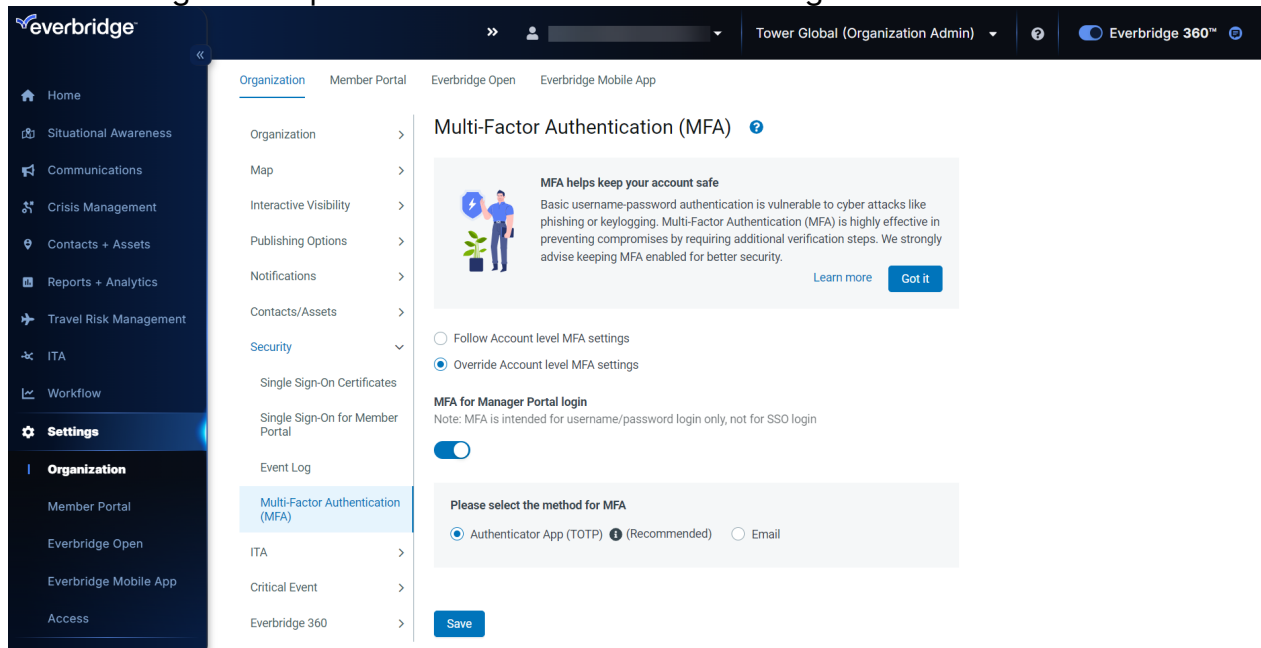 everbridge™
«
»
Tower Global (Organization Admin)
?
Everbridge 360™
Home
Situational Awareness
Communications
Crisis Management
Contacts + Assets
Reports + Analytics
Travel Risk Management
ITA
Workflow
Settings
Organization
Member Portal
Everbridge Open
Everbridge Mobile App
Access
Organization
Member Portal
Everbridge Open
Everbridge Mobile App
Organization
Map
Interactive Visibility
Publishing Options
Notifications
Contacts/Assets
Security
Single Sign-On Certificates
Single Sign-On for Member
Portal
Event Log
Multi-Factor Authentication
(MFA)
ITA
Critical Event
Everbridge 360
Multi-Factor Authentication (MFA) ?
MFA helps keep your account safe
Basic username-password authentication is vulnerable to cyber attacks like
phishing or keylogging. Multi-Factor Authentication (MFA) is highly effective in
preventing compromises by requiring additional verification steps. We strongly
advise keeping MFA enabled for better security.
Learn more
Got it
Follow Account level MFA settings
Override Account level MFA settings
MFA for Manager Portal login
Note: MFA is intended for username/password login only, not for SSO login
Please select the method for MFA
Authenticator App (TOTP) i (Recommended)
Email
Save